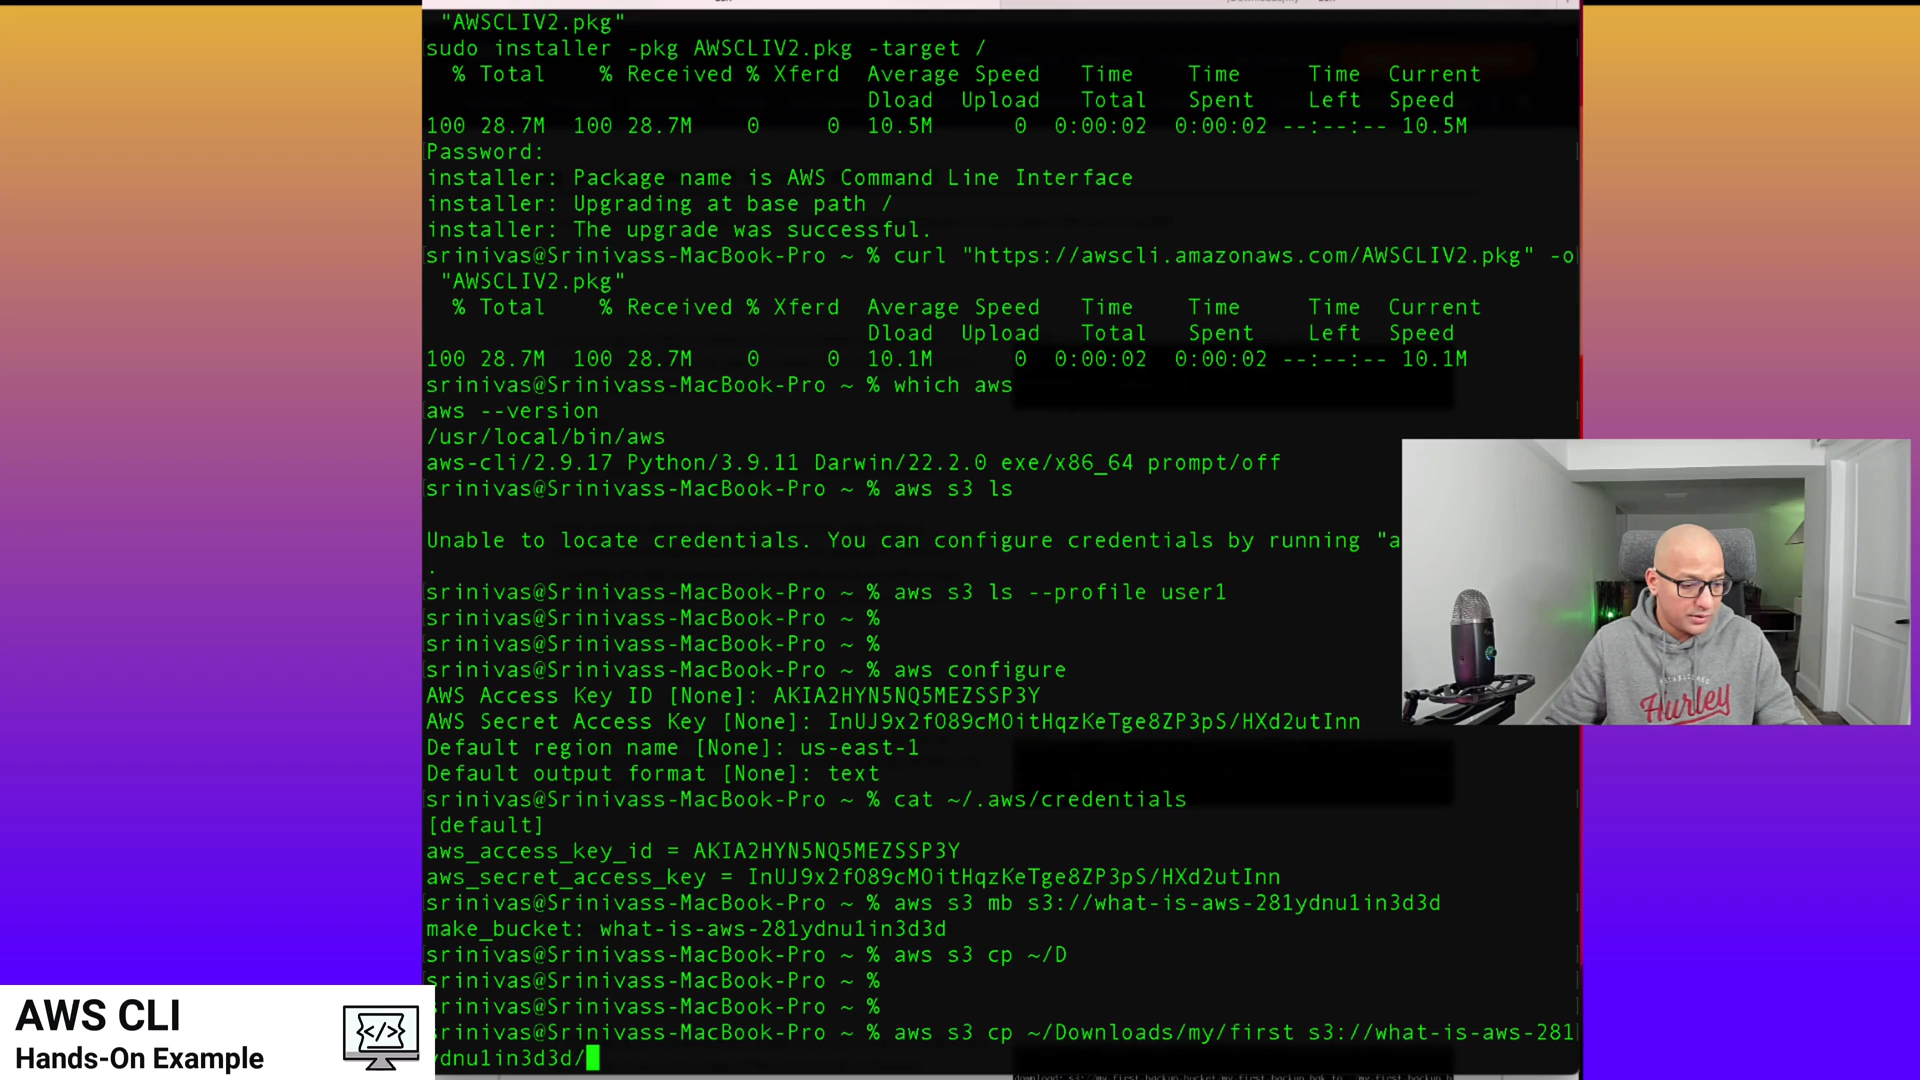 "AWSCLIV2.pkg"
sudo installer -pkg AWSCLIV2.pkg -target /
% Total % Received % Xferd Average Speed Time Time Time Current
Dload Upload Total Spent Left Speed
100 28.7M 100 28.7M 0 0 10.5M 0 0:00:02 0:00:02 --:--:-- 10.5M
Password:
installer: Package name is AWS Command Line Interface
installer: Upgrading at base path /
installer: The upgrade was successful.
srinivas@Srinivass-MacBook-Pro ~ % curl "https://awscli.amazonaws.com/AWSCLIV2.pkg" -o
"AWSCLIV2.pkg"
% Total % Received % Xferd Average Speed Time Time Time Current
Dload Upload Total Spent Left Speed
100 28.7M 100 28.7M 0 0 10.1M 0 0:00:02 0:00:02 --:--:-- 10.1M
srinivas@Srinivass-MacBook-Pro ~ % which aws
aws --version
/usr/local/bin/aws
aws-cli/2.9.17 Python/3.9.11 Darwin/22.2.0 exe/x86_64 prompt/off
srinivas@Srinivass-MacBook-Pro ~ % aws s3 ls
Unable to locate credentials. You can configure credentials by running "a
.
srinivas@Srinivass-MacBook-Pro ~ % aws s3 ls --profile user1
srinivas@Srinivass-MacBook-Pro ~ %
srinivas@Srinivass-MacBook-Pro ~ %
srinivas@Srinivass-MacBook-Pro ~ % aws configure
AWS Access Key ID [None]: AKIA2HYN5NQ5MEZSSP3Y
AWS Secret Access Key [None]: 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
Default region name [None]: us-east-1
Default output format [None]: text
srinivas@Srinivass-MacBook-Pro ~ % cat ~/.aws/credentials
[default]
aws_access_key_id = AKIA2HYN5NQ5MEZSSP3Y
aws_secret_access_key = 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
srinivas@Srinivass-MacBook-Pro ~ % aws s3 mb s3://what-is-aws-281ydnu1in3d3d
make_bucket: what-is-aws-281ydnu1in3d3d
srinivas@Srinivass-MacBook-Pro ~ % aws s3 cp ~/D
srinivas@Srinivass-MacBook-Pro ~ %
srinivas@Srinivass-MacBook-Pro ~ %
srinivas@Srinivass-MacBook-Pro ~ % aws s3 cp ~/Downloads/my/first s3://what-is-aws-281
ydnu1in3d3d/
Hurley
AWS CLI
Hands-On Example